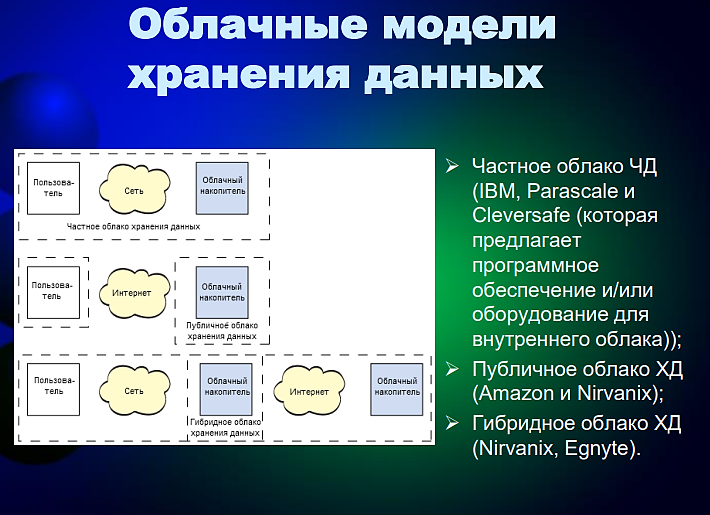 Облачные модели
хранения данных
Пользова-
тель
Сеть
Облачный
накопитель
Частное облако хранения данных
Пользова-
тель
Интернет
Облачный
накопитель
Публичное облако
хранения данных
Пользова-
тель
Сеть
Облачный
накопитель
Гибридное облако
хранения данных
Интернет
Облачный
накопитель
Частное облако ЧД
(IBM, Parascale и
Cleversafe (которая
предлагает
программное
обеспечение и/или
оборудование для
внутреннего облака));
Публичное облако ХД
(Amazon и Nirvanix);
Гибридное облако ХД
(Nirvanix, Egnyte).